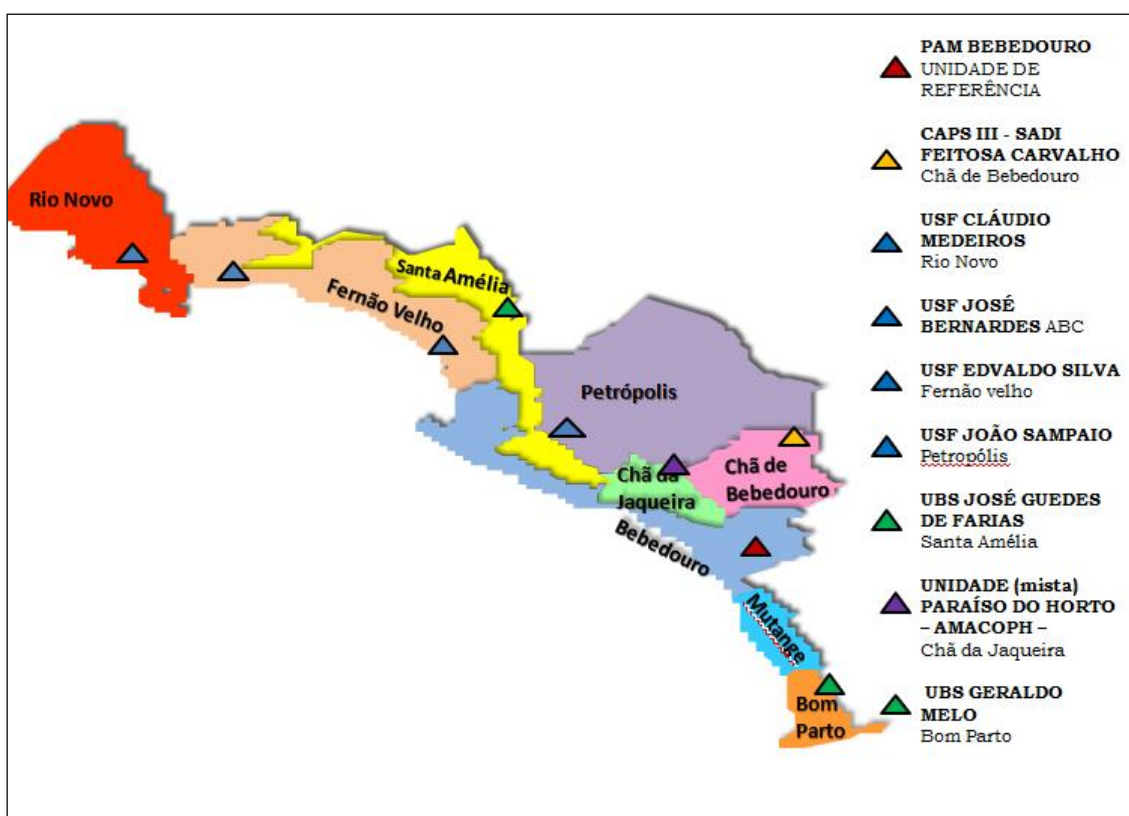 Rio Novo
Santa Amélia
Fernão Velho
Petrópolis
Chã da
Jaqueira
Chã de
Bebedouro
Bebedouro
Mutange
Bom
Parto
PAM BEBEDOURO
UNIDADE DE
REFERÊNCIA
CAPS III - SADI
FEITOSA CARVALHO
Chã de Bebedouro
USF CLÁUDIO
MEDEIROS
Rio Novo
USF JOSÉ
BERNARDES ABC
USF EDVALDO SILVA
Fernão velho
USF JOÃO SAMPAIO
Petropólis
UBS JOSÉ GUEDES
DE FARIAS
Santa Amélia
UNIDADE (mista)
PARAÍSO DO HORTO
– AMACOPH –
Chã da Jaqueira
UBS GERALDO
MELO
Bom Parto